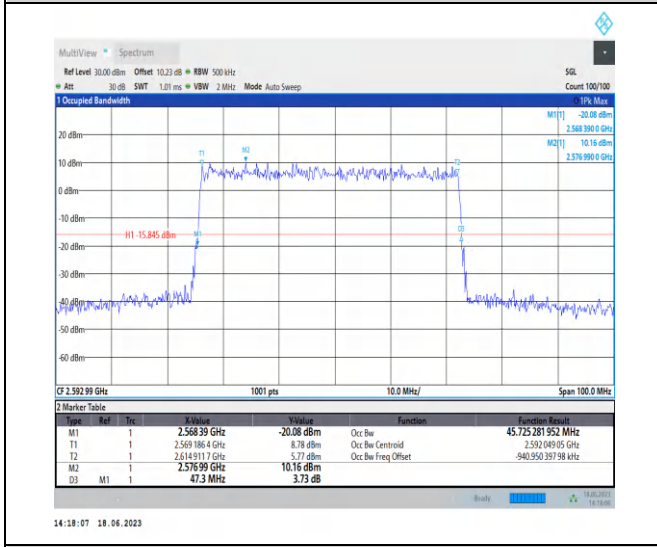 MultiView Spectrum
Ref Level 30.00 dBm Offset 10.23 dB RBW 500 kHz SGL
Att 30 dB SWT 1.01 ms VBW 2 MHz Mode Auto Sweep Count 100/100
1 Occupied Bandwidth 1Pk Max
M1[1] -20.08 dBm
2.568 390 0 GHz
M2[1] 10.16 dBm
2.576 990 0 GHz
20 dBm
T1 M2 T2
10 dBm
0 dBm
-10 dBm
H1 -15.845 dBm M1 D3
-20 dBm
-30 dBm
-40 dBm
-50 dBm
-60 dBm
CF 2.592 99 GHz 1001 pts 10.0 MHz/ Span 100.0 MHz
2 Marker Table
Type Ref Trc X-Value Y-Value Function Function Result
M1 1 2.568 39 GHz -20.08 dBm Occ Bw 45.725 281 952 MHz
T1 1 2.569 186 4 GHz 8.78 dBm Occ Bw Centroid 2.592 049 05 GHz
T2 1 2.614 911 7 GHz 5.77 dBm Occ Bw Freq Offset -940.950 397 98 kHz
M2 1 2.576 99 GHz 10.16 dBm
D3 M1 1 47.3 MHz 3.73 dB
Ready 18.06.2023
14:18:07 18.06.2023